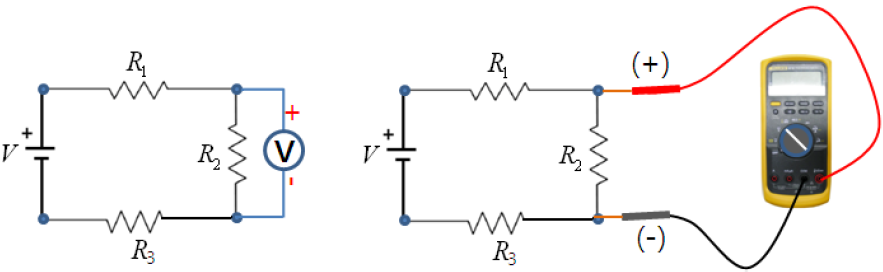 R1
+
V
R2
+
V
-
R3
R1
(+)
+
V
R2
R3
(-)